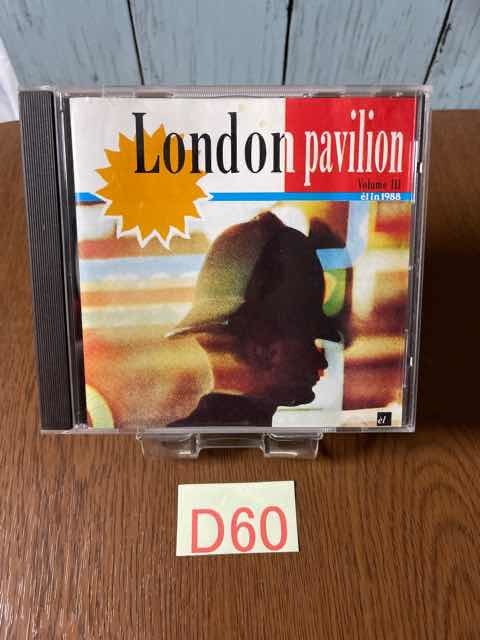 London pavilion
Volume III
él in 1988
él
D60